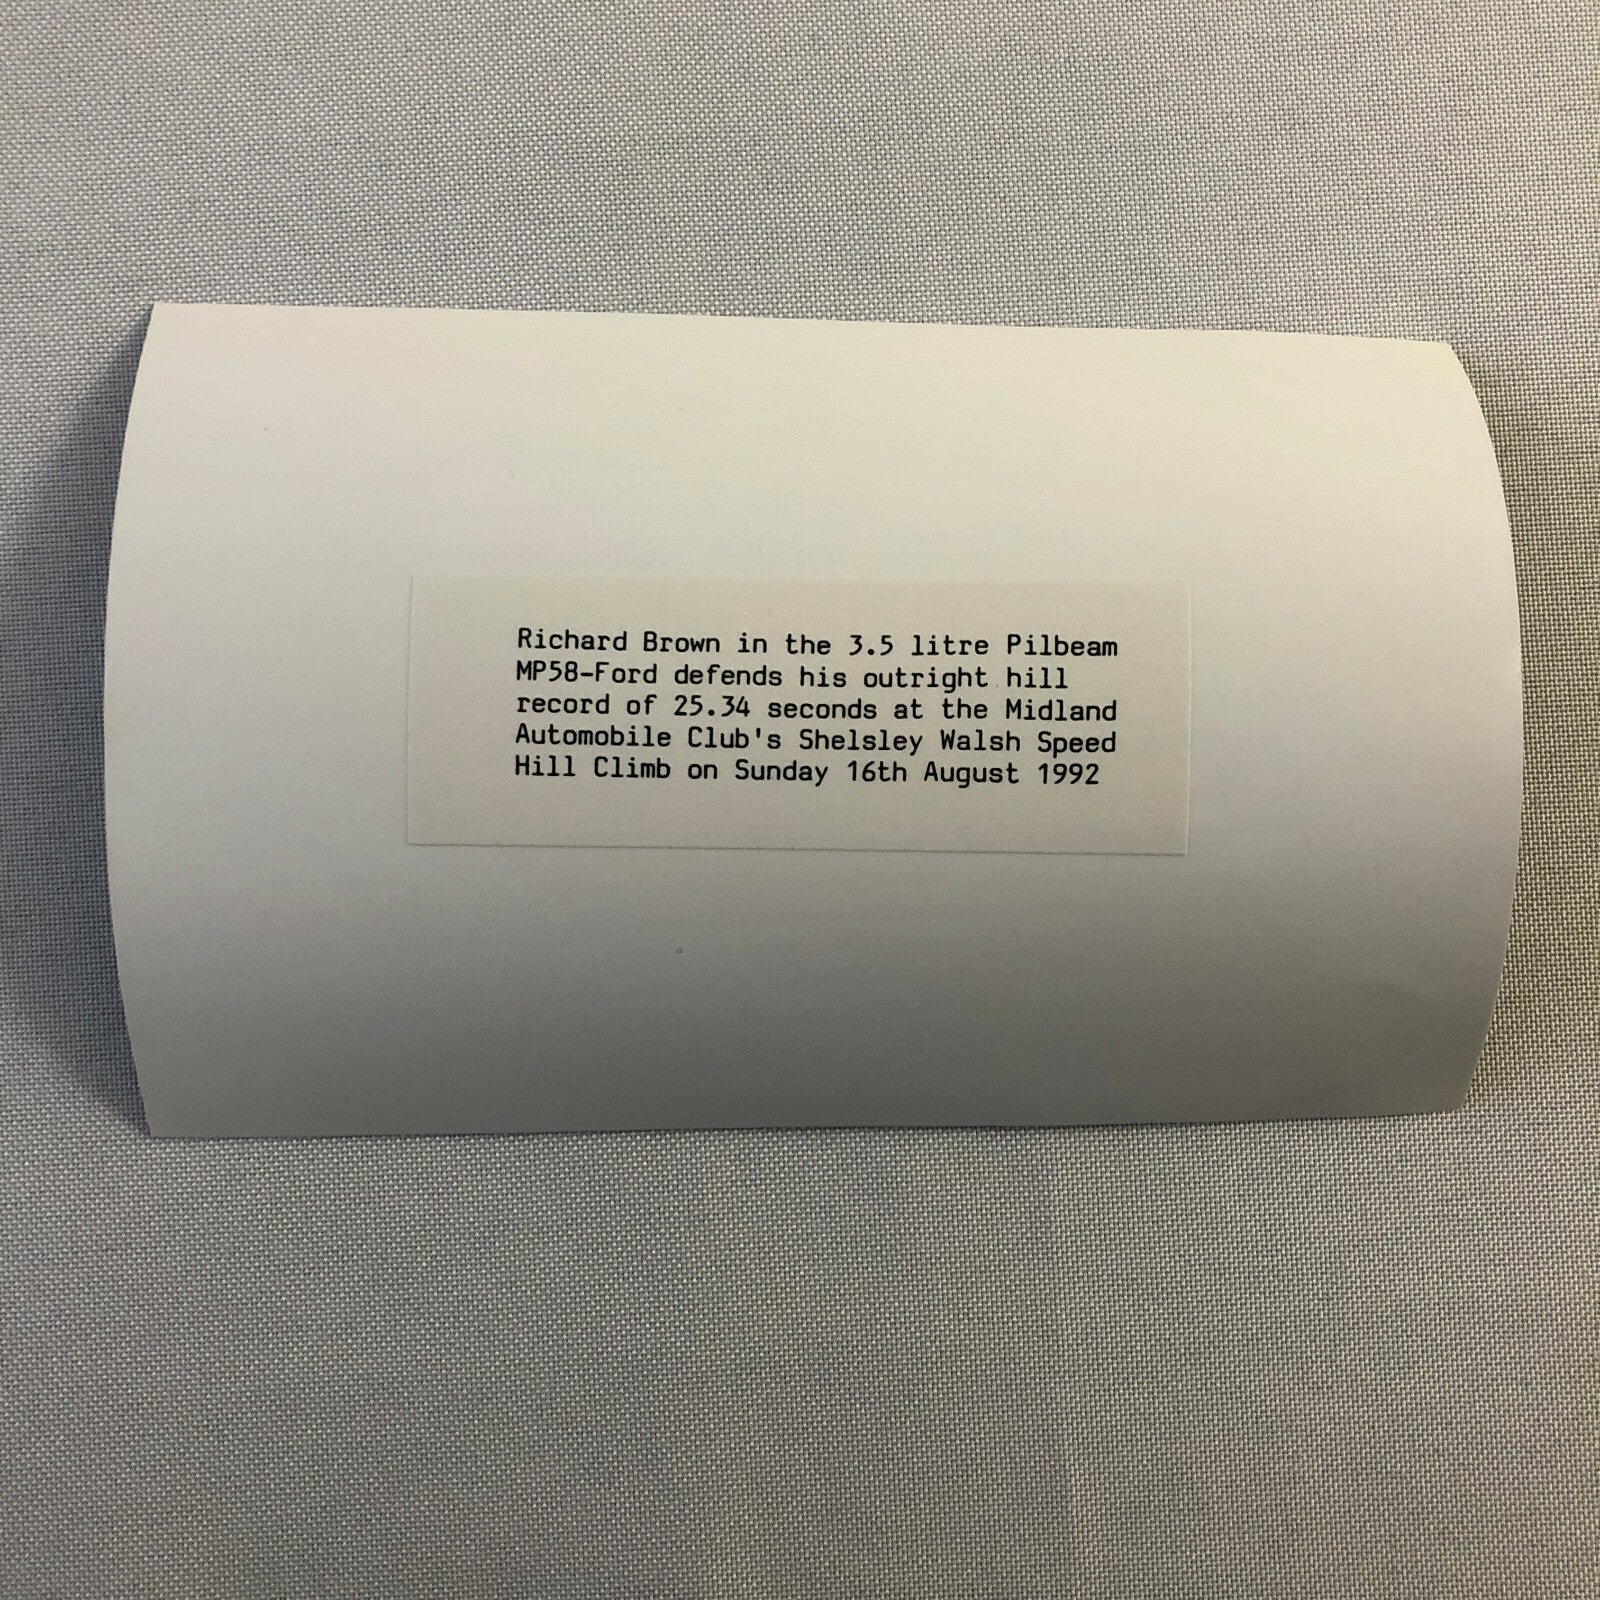 Richard Brown in the 3.5 litre Pilbeam
MP58-Ford defends his outright hill
record of 25.34 seconds at the Midland
Automobile Club's Shelsley Walsh Speed
Hill Climb on Sunday 16th August 1992